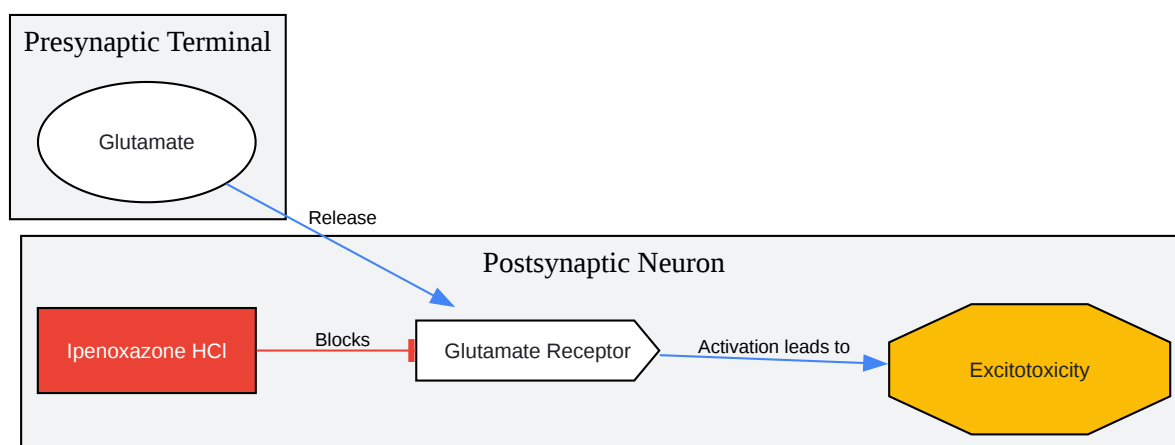 Presynaptic Terminal
Glutamate
Release
Postsynaptic Neuron
Ipenoxazone HCl
Blocks
Glutamate Receptor
Activation leads to
Excitotoxicity